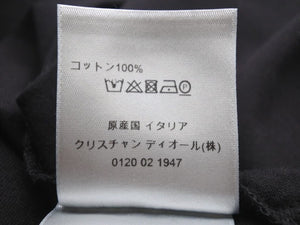 コットン100%
原産国 イタリア
クリスチャン ディオール(株)
0120 02 1947